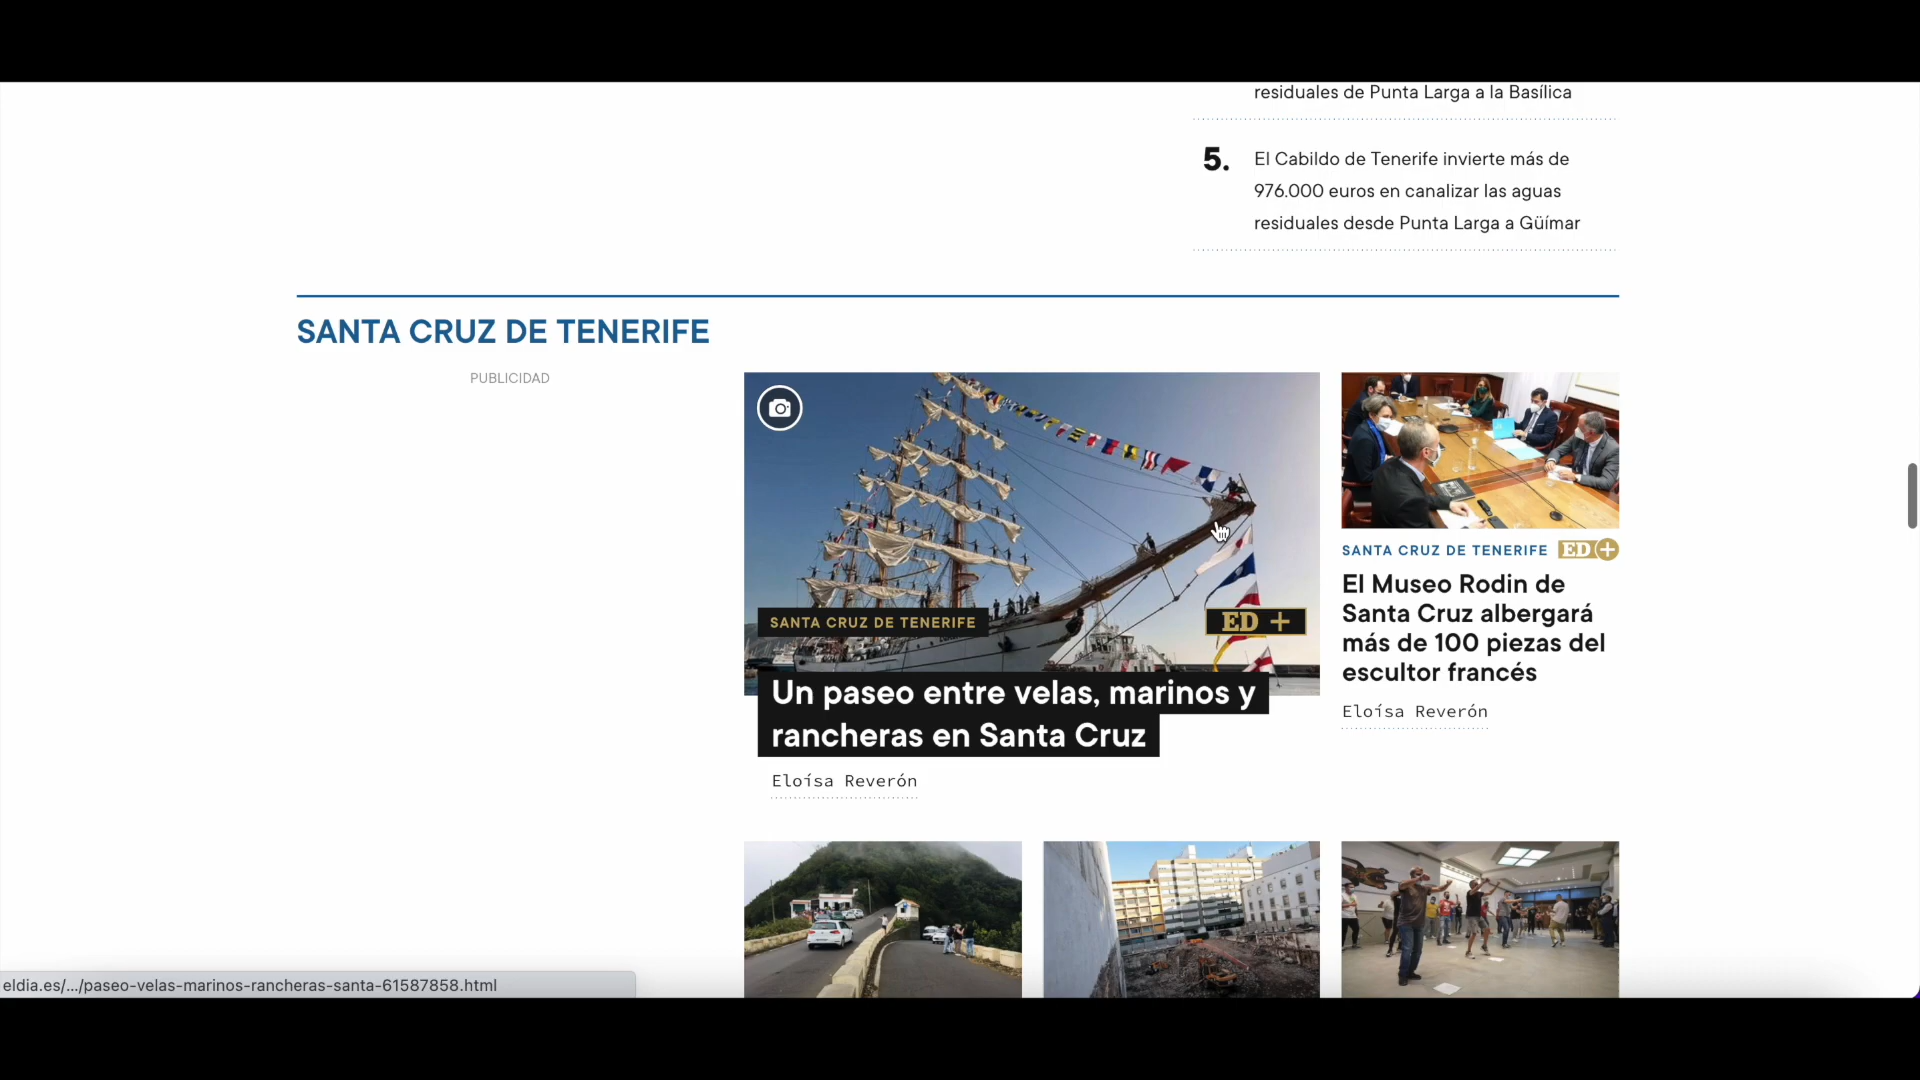 residuales de Punta Larga a la Basílica
5.
El Cabildo de Tenerife invierte más de
976.000 euros en canalizar las aguas
residuales desde Punta Larga a Güímar
SANTA CRUZ DE TENERIFE
PUBLICIDAD
SANTA CRUZ DE TENERIFE
ED +
Un paseo entre velas, marinos y
rancheras en Santa Cruz
Eloísa Reverón
SANTA CRUZ DE TENERIFE ED+
El Museo Rodin de
Santa Cruz albergará
más de 100 piezas del
escultor francés
Eloísa Reverón
eldia.es/.../paseo-velas-marinos-rancheras-santa-61587858.html